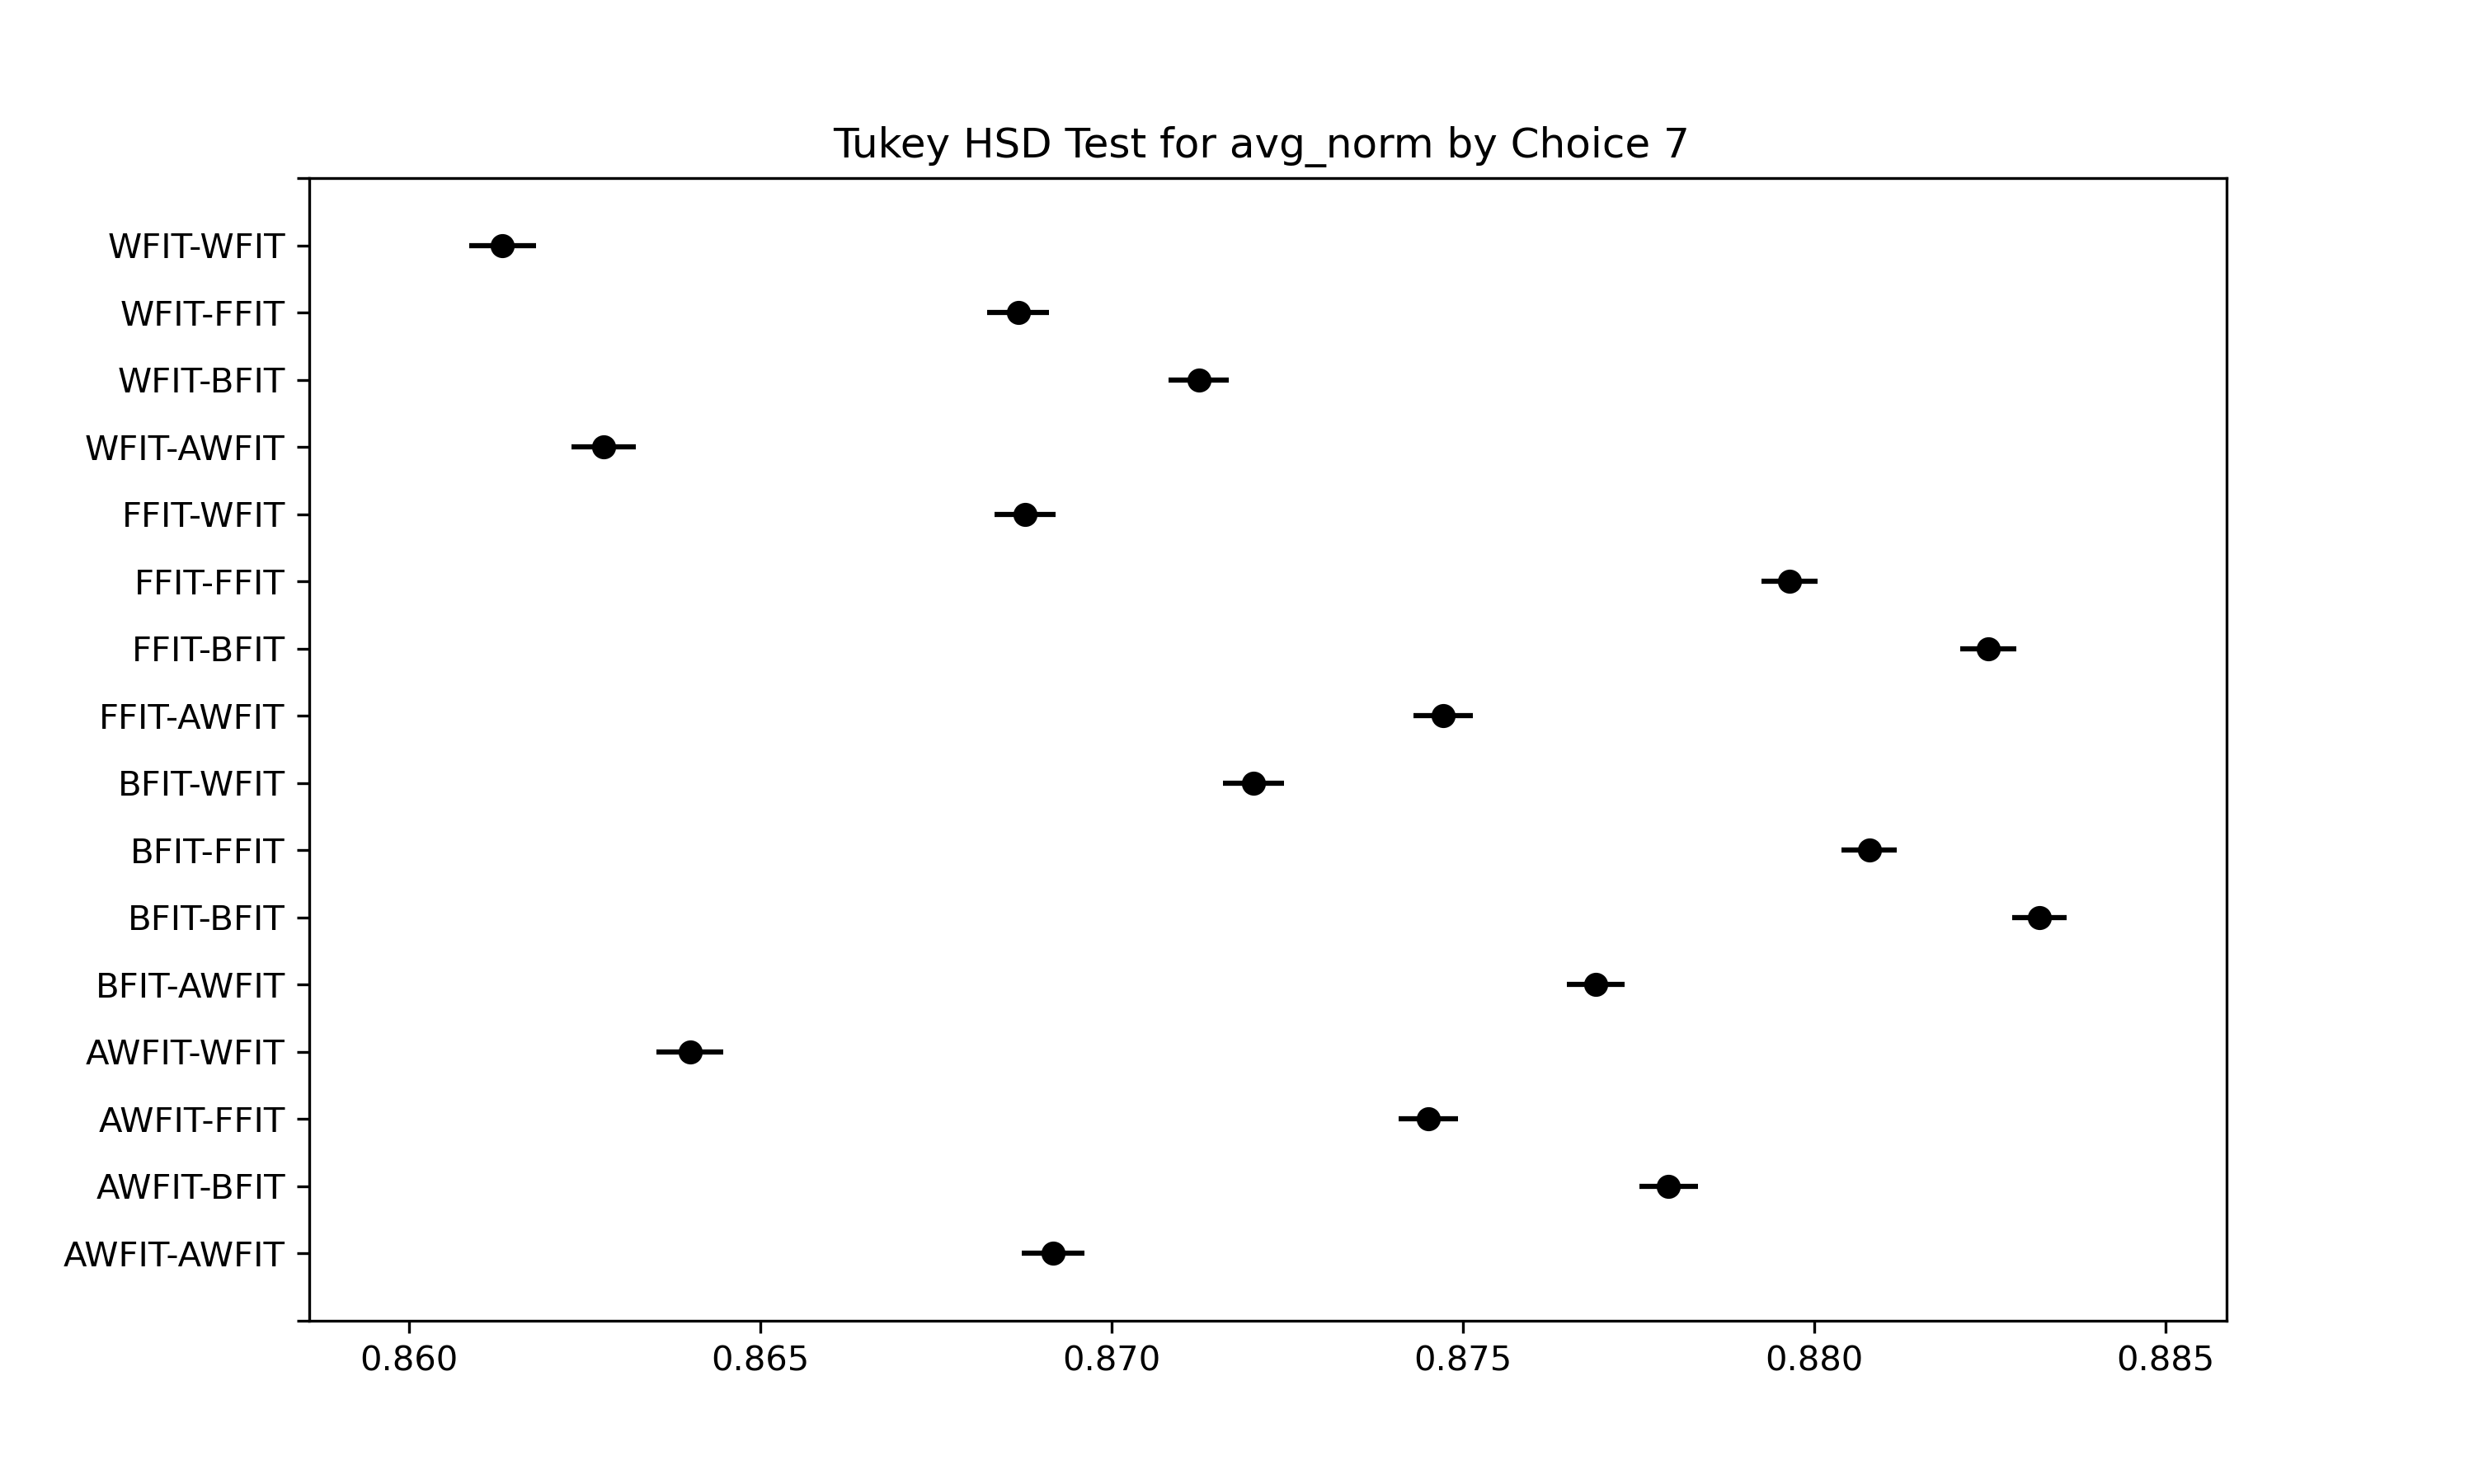 Tukey HSD Test for avg_norm by Choice 7
WFIT-WFIT
WFIT-FFIT
WFIT-BFIT
WFIT-AWFIT
FFIT-WFIT
FFIT-FFIT
FFIT-BFIT
FFIT-AWFIT
BFIT-WFIT
BFIT-FFIT
BFIT-BFIT
BFIT-AWFIT
AWFIT-WFIT
AWFIT-FFIT
AWFIT-BFIT
AWFIT-AWFIT
0.860 0.865 0.870 0.875 0.880 0.885